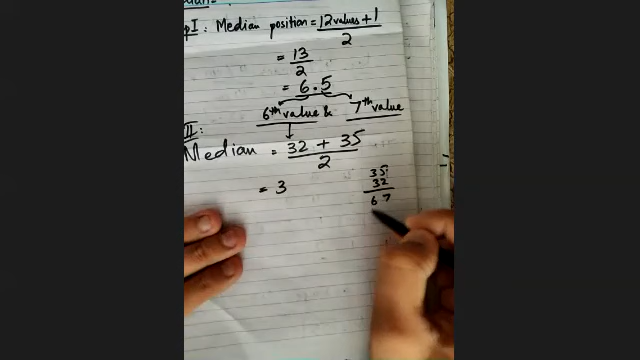 pI: Median position = 12 values + 1
2
= 13
2
= 6.5
6th value & 7th value
II:
Median = 32 + 35
2
= 3
35
32
67